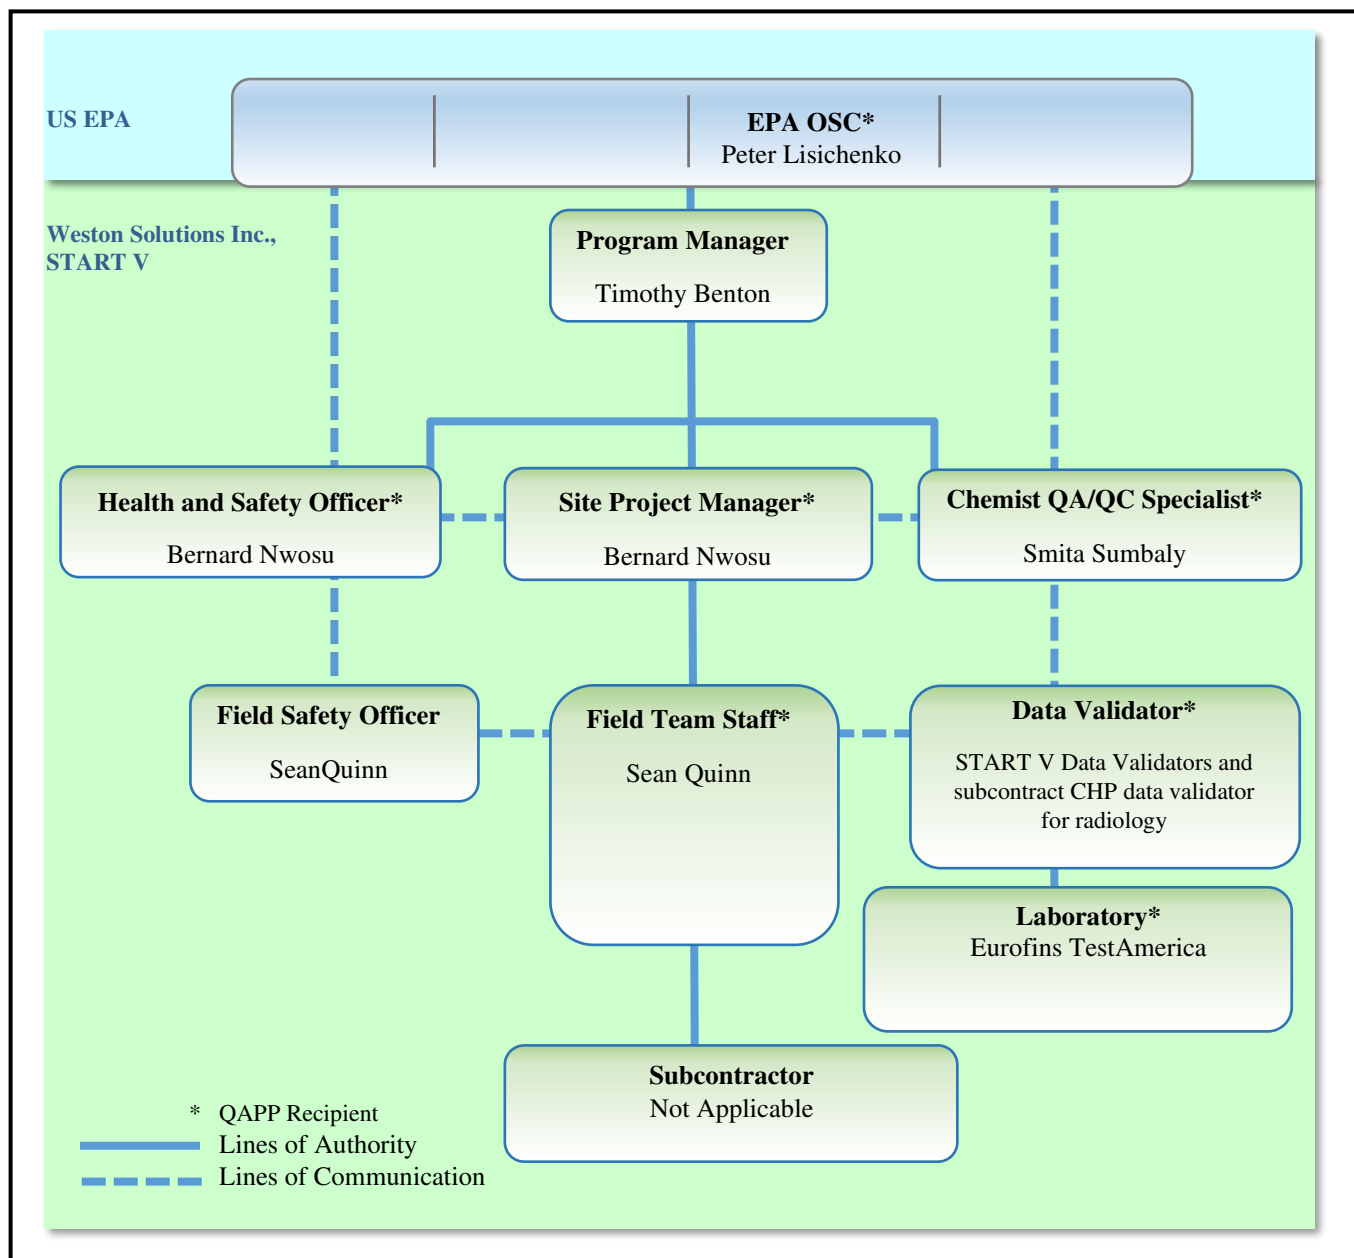 US EPA
EPA OSC*
Peter Lisichenko
Weston Solutions Inc.,
START V
Program Manager
Timothy Benton
Health and Safety Officer*
Bernard Nwosu
Site Project Manager*
Bernard Nwosu
Chemist QA/QC Specialist*
Smita Sumbaly
Field Safety Officer
SeanQuinn
Field Team Staff*
Sean Quinn
Data Validator*
START V Data Validators and
subcontract CHP data validator
for radiology
Laboratory*
Eurofins TestAmerica
Subcontractor
Not Applicable
* QAPP Recipient
Lines of Authority
Lines of Communication